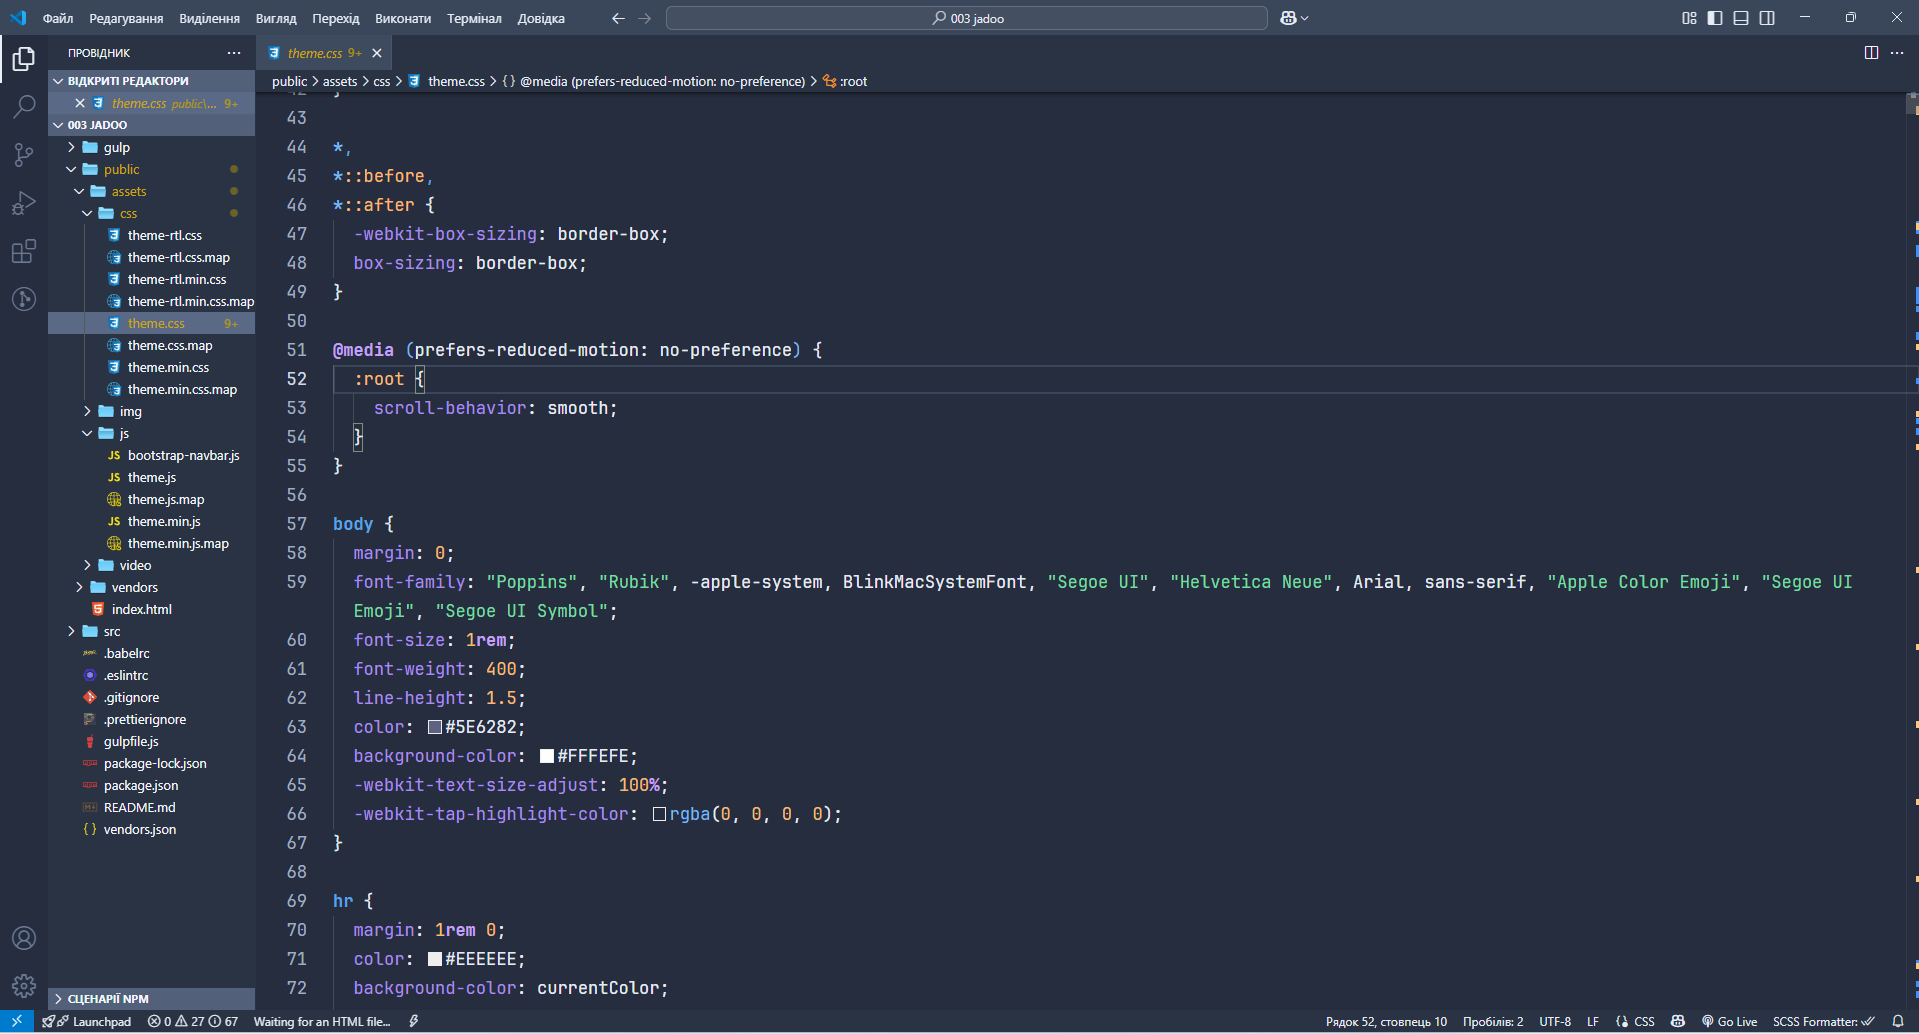 Файл Редагування Виділення Вигляд Перехід Виконати Термінал Довідка
003 jadoo
ПРОВІДНИК
theme.css 9+
ВІДКРИТІ РЕДАКТОРИ
theme.css public\... 9+
003 JADOO
gulp
public
assets
css
theme-rtl.css
theme-rtl.css.map
theme-rtl.min.css
theme-rtl.min.css.map
theme.css 9+
theme.css.map
theme.min.css
theme.min.css.map
img
js
bootstrap-navbar.js
theme.js
theme.js.map
theme.min.js
theme.min.js.map
video
vendors
index.html
src
.babelrc
.eslintrc
.gitignore
.prettierignore
gulpfile.js
package-lock.json
package.json
README.md
vendors.json
СЦЕНАРІЇ NPM
public > assets > css > theme.css > {} @media (prefers-reduced-motion: no-preference) > :root
42 }
43
44 *,
45 *::before,
46 *::after {
47 -webkit-box-sizing: border-box;
48 box-sizing: border-box;
49 }
50
51 @media (prefers-reduced-motion: no-preference) {
52 :root {
53 scroll-behavior: smooth;
54 }
55 }
56
57 body {
58 margin: 0;
59 font-family: "Poppins", "Rubik", -apple-system, BlinkMacSystemFont, "Segoe UI", "Helvetica Neue", Arial, sans-serif, "Apple Color Emoji", "Segoe UI
Emoji", "Segoe UI Symbol";
60 font-size: 1rem;
61 font-weight: 400;
62 line-height: 1.5;
63 color: #5E6282;
64 background-color: #FFFEFE;
65 -webkit-text-size-adjust: 100%;
66 -webkit-tap-highlight-color: rgba(0, 0, 0, 0);
67 }
68
69 hr {
70 margin: 1rem 0;
71 color: #EEEEEE;
72 background-color: currentColor;
Launchpad 0 27 67 Waiting for an HTML file... Рядок 52, стовпець 10 Пробілів: 2 UTF-8 LF {} CSS Go Live SCSS Formatter: